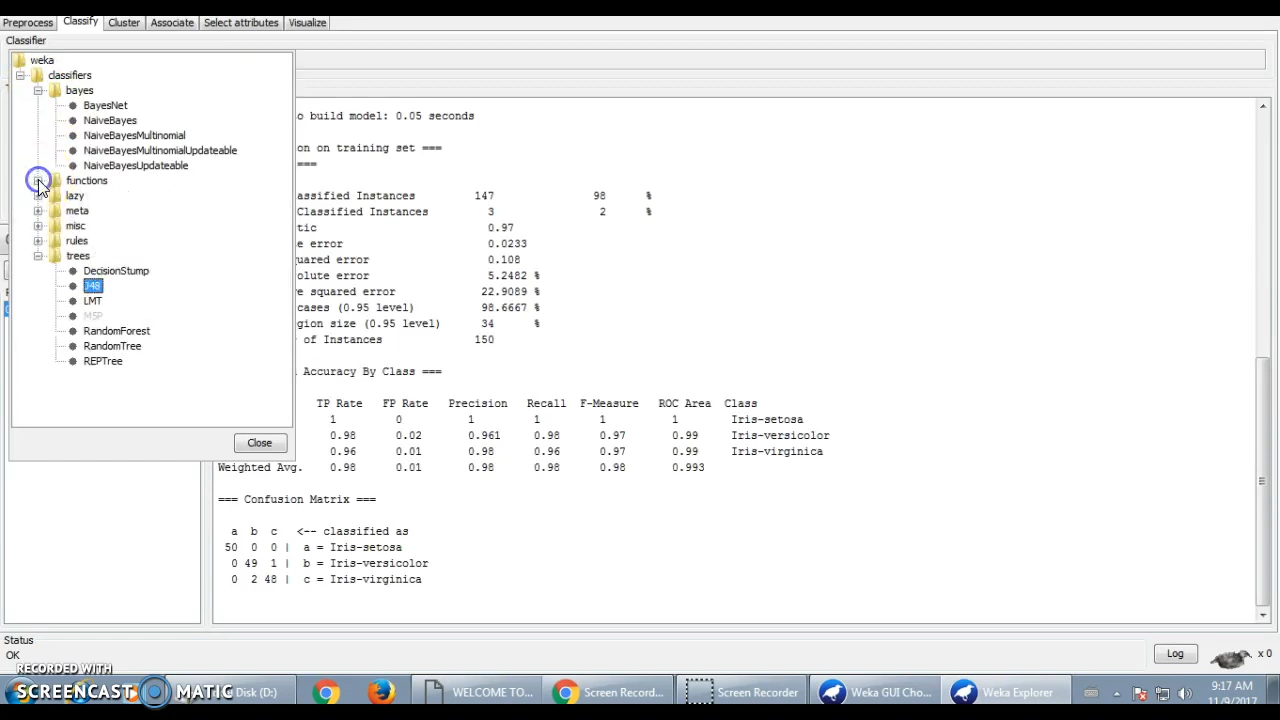 Preprocess Classify Cluster Associate Select attributes Visualize
Classifier
weka
classifiers
bayes
BayesNet
NaiveBayes
NaiveBayesMultinomial
NaiveBayesMultinomialUpdateable
NaiveBayesUpdateable
functions
lazy
meta
misc
rules
trees
DecisionStump
J48
LMT
M5P
RandomForest
RandomTree
REPTree
Close
o build model: 0.05 seconds
on on training set ===
===
assified Instances 147 98 %
Classified Instances 3 2 %
tic 0.97
e error 0.0233
quared error 0.108
olute error 5.2482 %
e squared error 22.9089 %
cases (0.95 level) 98.6667 %
gion size (0.95 level) 34 %
of Instances 150
Accuracy By Class ===
TP Rate FP Rate Precision Recall F-Measure ROC Area Class
1 0 1 1 1 1 Iris-setosa
0.98 0.02 0.961 0.98 0.97 0.99 Iris-versicolor
0.96 0.01 0.98 0.96 0.97 0.99 Iris-virginica
Weighted Avg. 0.98 0.01 0.98 0.98 0.98 0.993
=== Confusion Matrix ===
a b c <-- classified as
50 0 0 | a = Iris-setosa
0 49 1 | b = Iris-versicolor
0 2 48 | c = Iris-virginica
Status
OK
Log x 0
RECORDED WITH
SCREENCAST MATIC
Disk (D:) WELCOME TO... Screen Record... Screen Recorder Weka GUI Cho... Weka Explorer
9:17 AM
11/9/2017